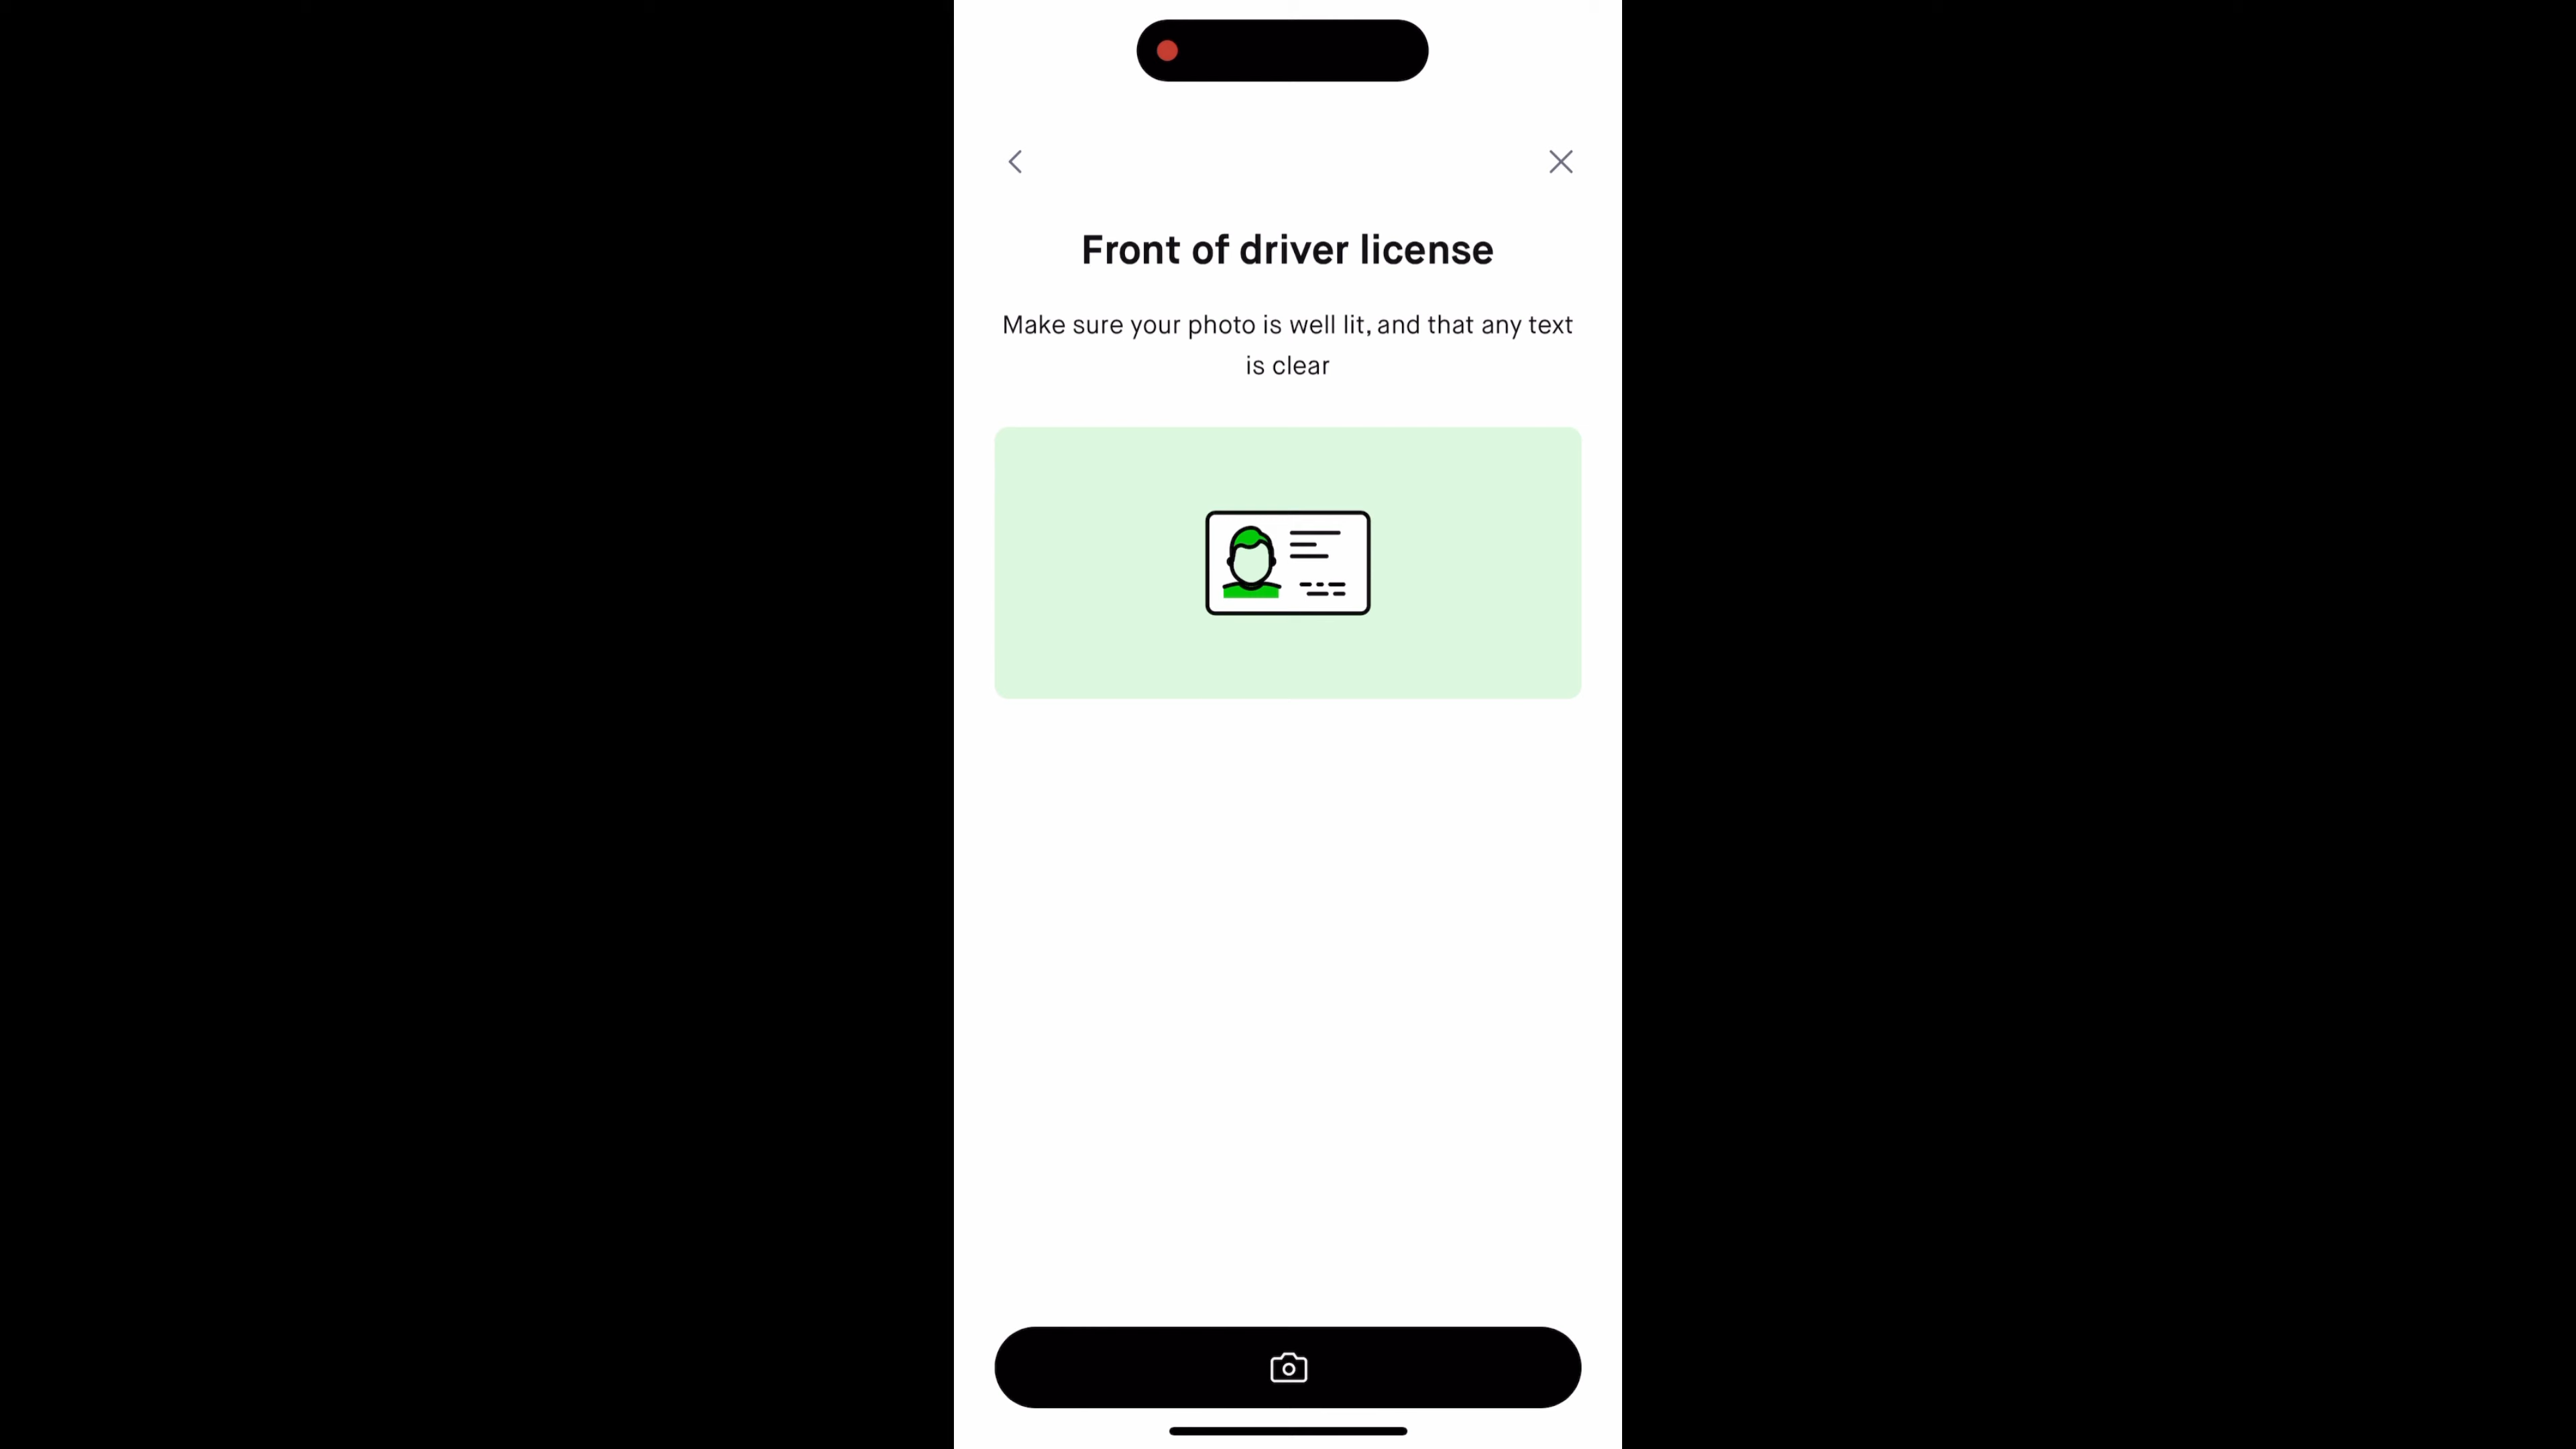 Front of driver license
Make sure your photo is well lit, and that any text
is clear